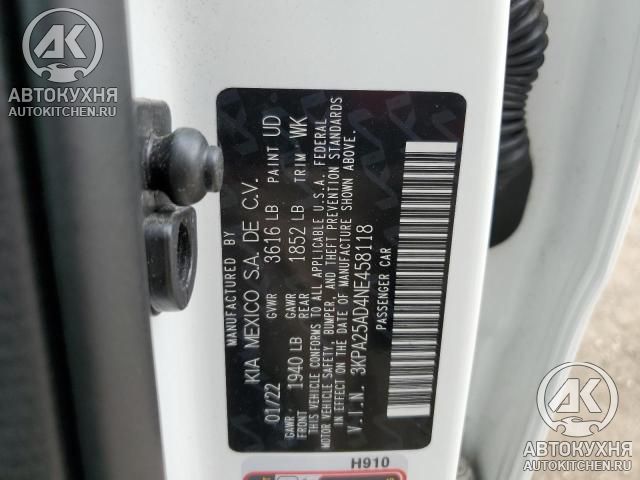 AK
АВТОКУХНЯ
AUTOKITCHEN.RU
MANUFACTURED BY
KIA MEXICO S.A. DE C.V.
01/22 GVWR 3616 LB PAINT UD
GAWR FRONT 1940 LB GAWR REAR 1852 LB TRIM WK
THIS VEHICLE CONFORMS TO ALL APPLICABLE U.S.A. FEDERAL
MOTOR VEHICLE SAFETY, BUMPER, AND THEFT PREVENTION STANDARDS
IN EFFECT ON THE DATE OF MANUFACTURE SHOWN ABOVE.
V.I.N. 3KPA25AD4NE458118
PASSENGER CAR
H910
AK
АВТОКУХНЯ
AUTOKITCHEN.RU